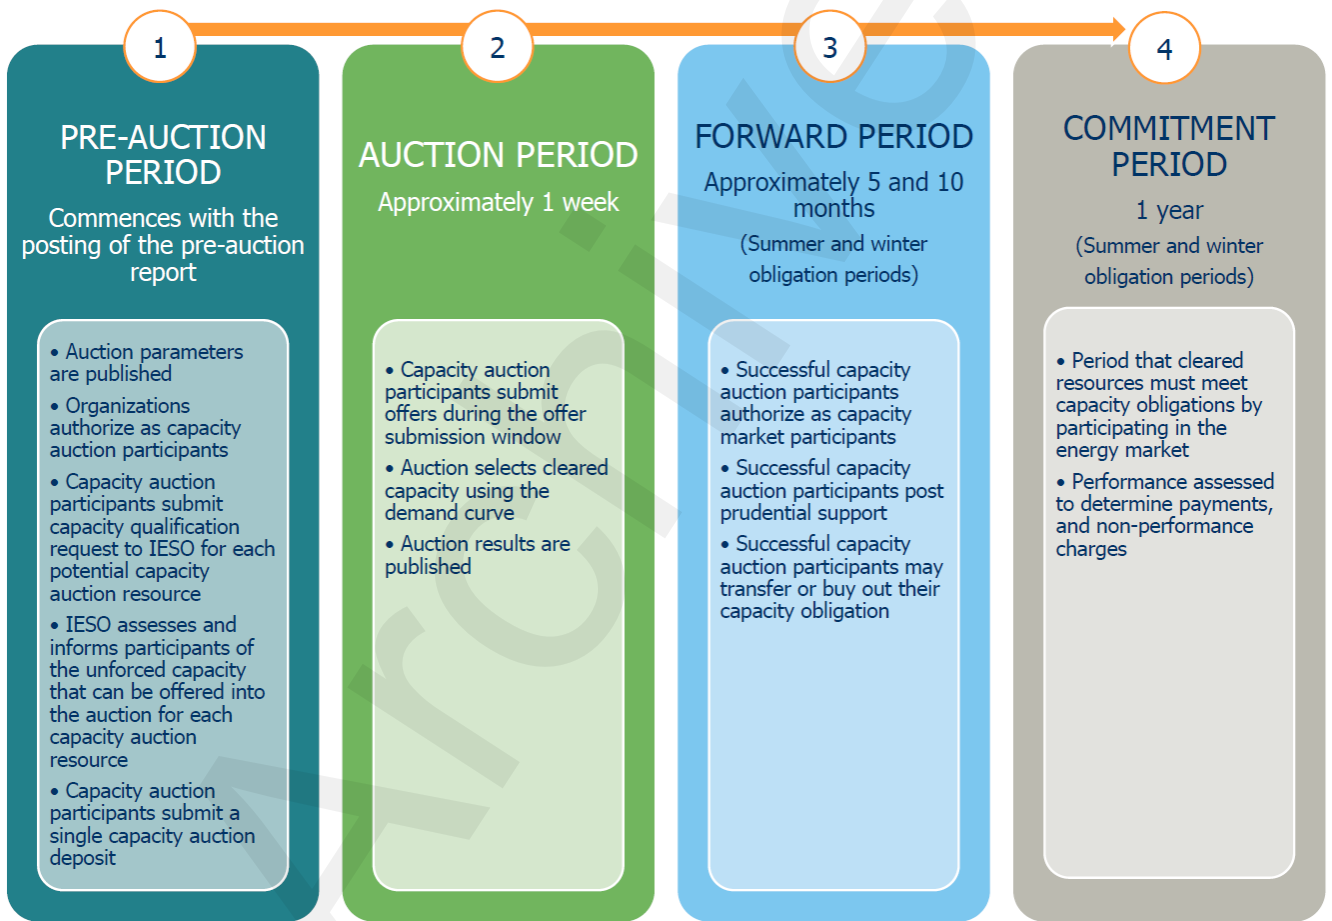 1
PRE-AUCTION
PERIOD
Commences with the
posting of the pre-auction
report
• Auction parameters
are published
• Organizations
authorize as capacity
auction participants
• Capacity auction
participants submit
capacity qualification
request to IESO for each
potential capacity
auction resource
• IESO assesses and
informs participants of
the unforced capacity
that can be offered into
the auction for each
capacity auction
resource
• Capacity auction
participants submit a
single capacity auction
deposit
2
AUCTION PERIOD
Approximately 1 week
• Capacity auction
participants submit
offers during the offer
submission window
• Auction selects cleared
capacity using the
demand curve
• Auction results are
published
3
FORWARD PERIOD
Approximately 5 and 10
months
(Summer and winter
obligation periods)
• Successful capacity
auction participants
authorize as capacity
market participants
• Successful capacity
auction participants post
prudential support
• Successful capacity
auction participants may
transfer or buy out their
capacity obligation
4
COMMITMENT
PERIOD
1 year
(Summer and winter
obligation periods)
• Period that cleared
resources must meet
capacity obligations by
participating in the
energy market
• Performance assessed
to determine payments,
and non-performance
charges
Archive